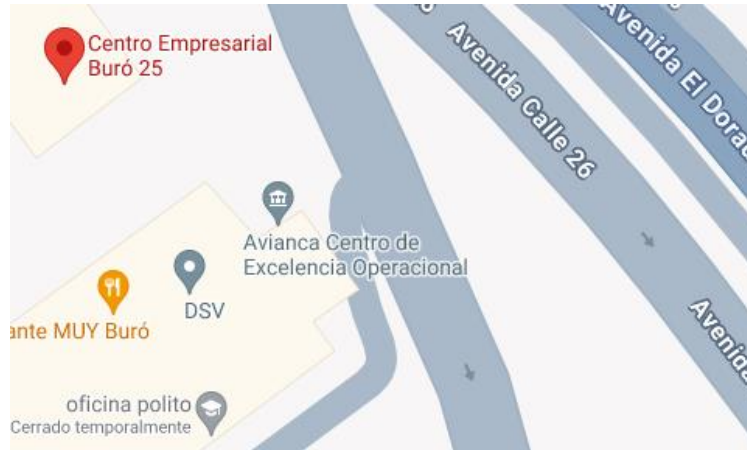 Centro Empresarial
Buró 25
Avenida Calle 26
Avenida El Dorad
Avianca Centro de
Excelencia Operacional
DSV
ante MUY Buró
Avenida
oficina polito
Cerrado temporalmente